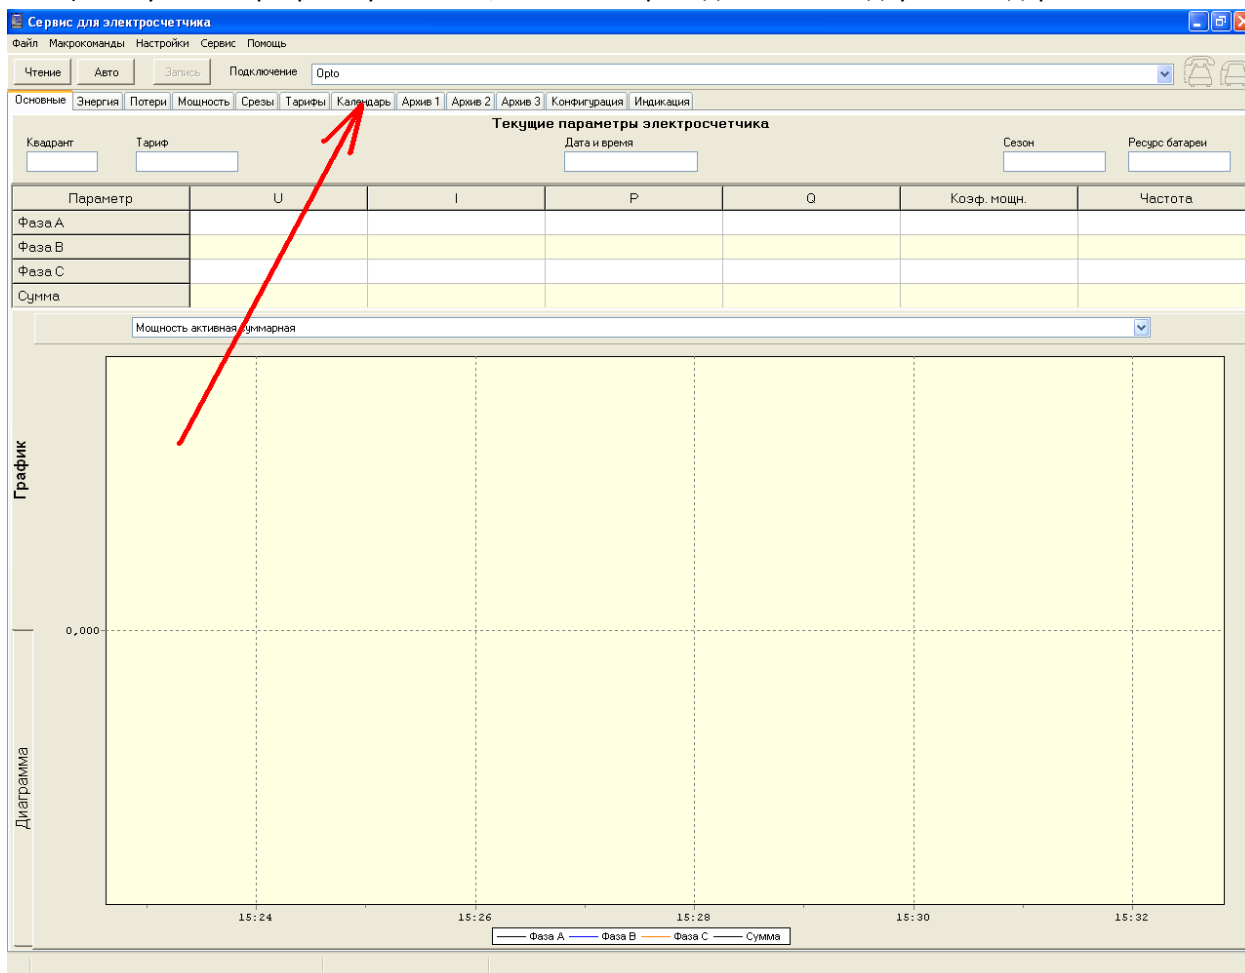 Сервис для электросчетчика
Файл Макрокоманды Настройки Сервис Помощь
Чтение Авто Запись Подключение Opto
Основные Энергия Потери Мощность Срезы Тарифы Календарь Архив 1 Архив 2 Архив 3 Конфигурация Индикация
Текущие параметры электросчетчика
Квадрант Тариф Дата и время Сезон Ресурс батареи
Параметр U I P Q Коэф. мощн. Частота
Фаза A
Фаза B
Фаза C
Сумма
Мощность активная суммарная
График
0,000
Диаграмма
15:24 15:26 15:28 15:30 15:32
Фаза A Фаза B Фаза C Сумма